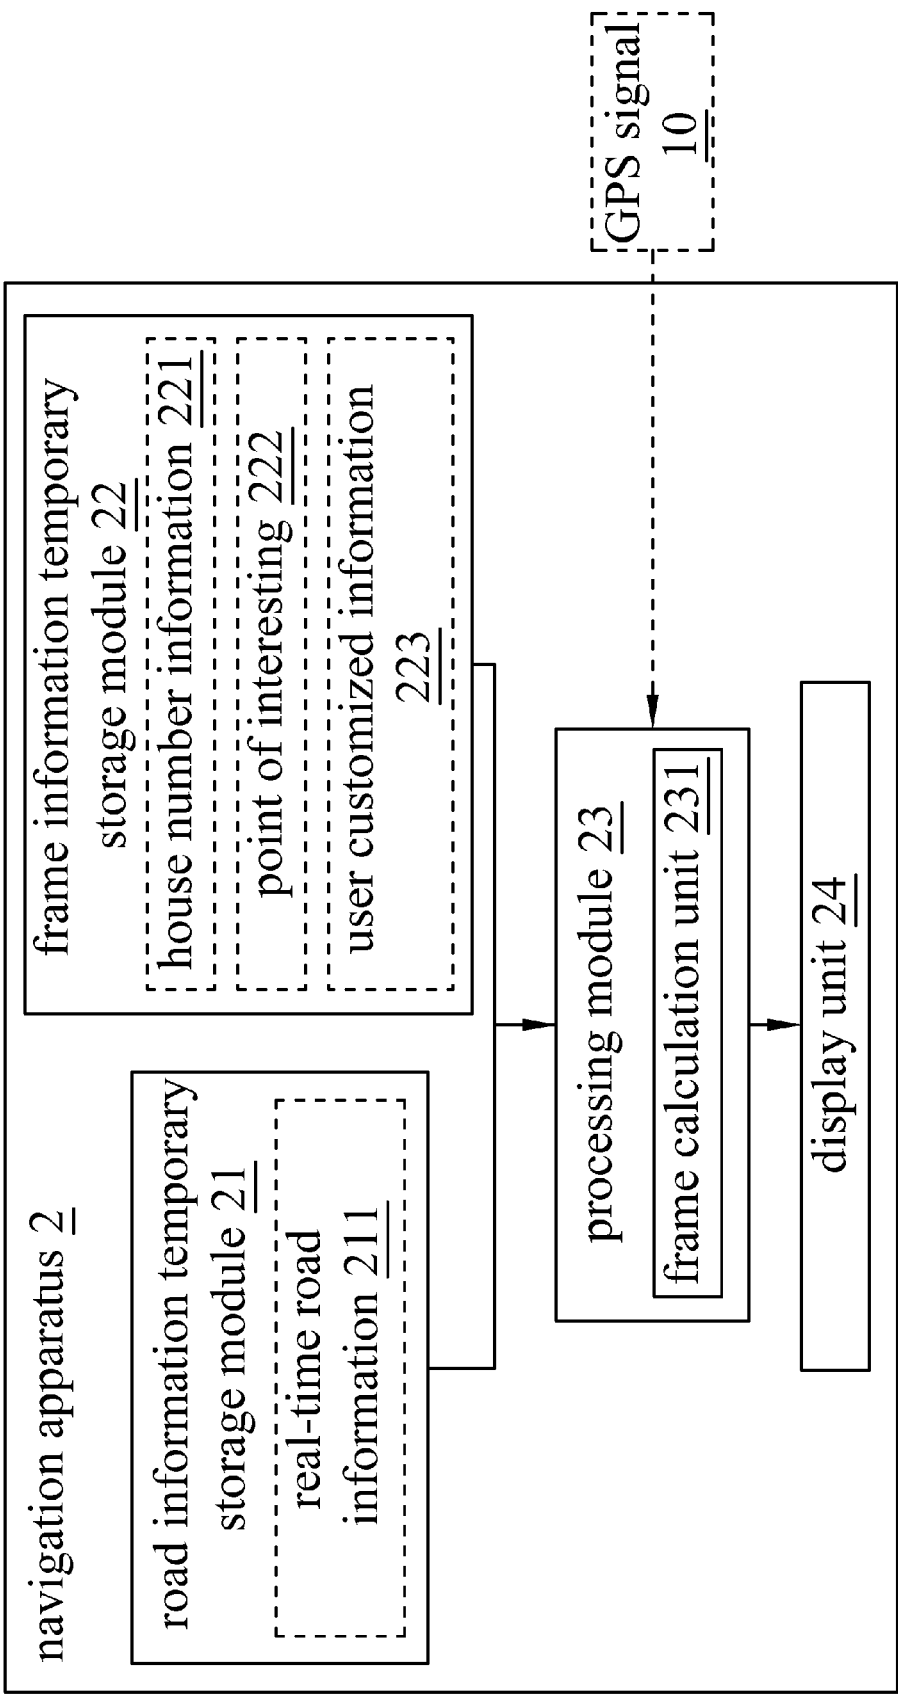 navigation apparatus 2
road information temporary
storage module 21
real-time road
information 211
frame information temporary
storage module 22
house number information 221
point of interesting 222
user customized information
223
processing module 23
frame calculation unit 231
GPS signal
10
display unit 24